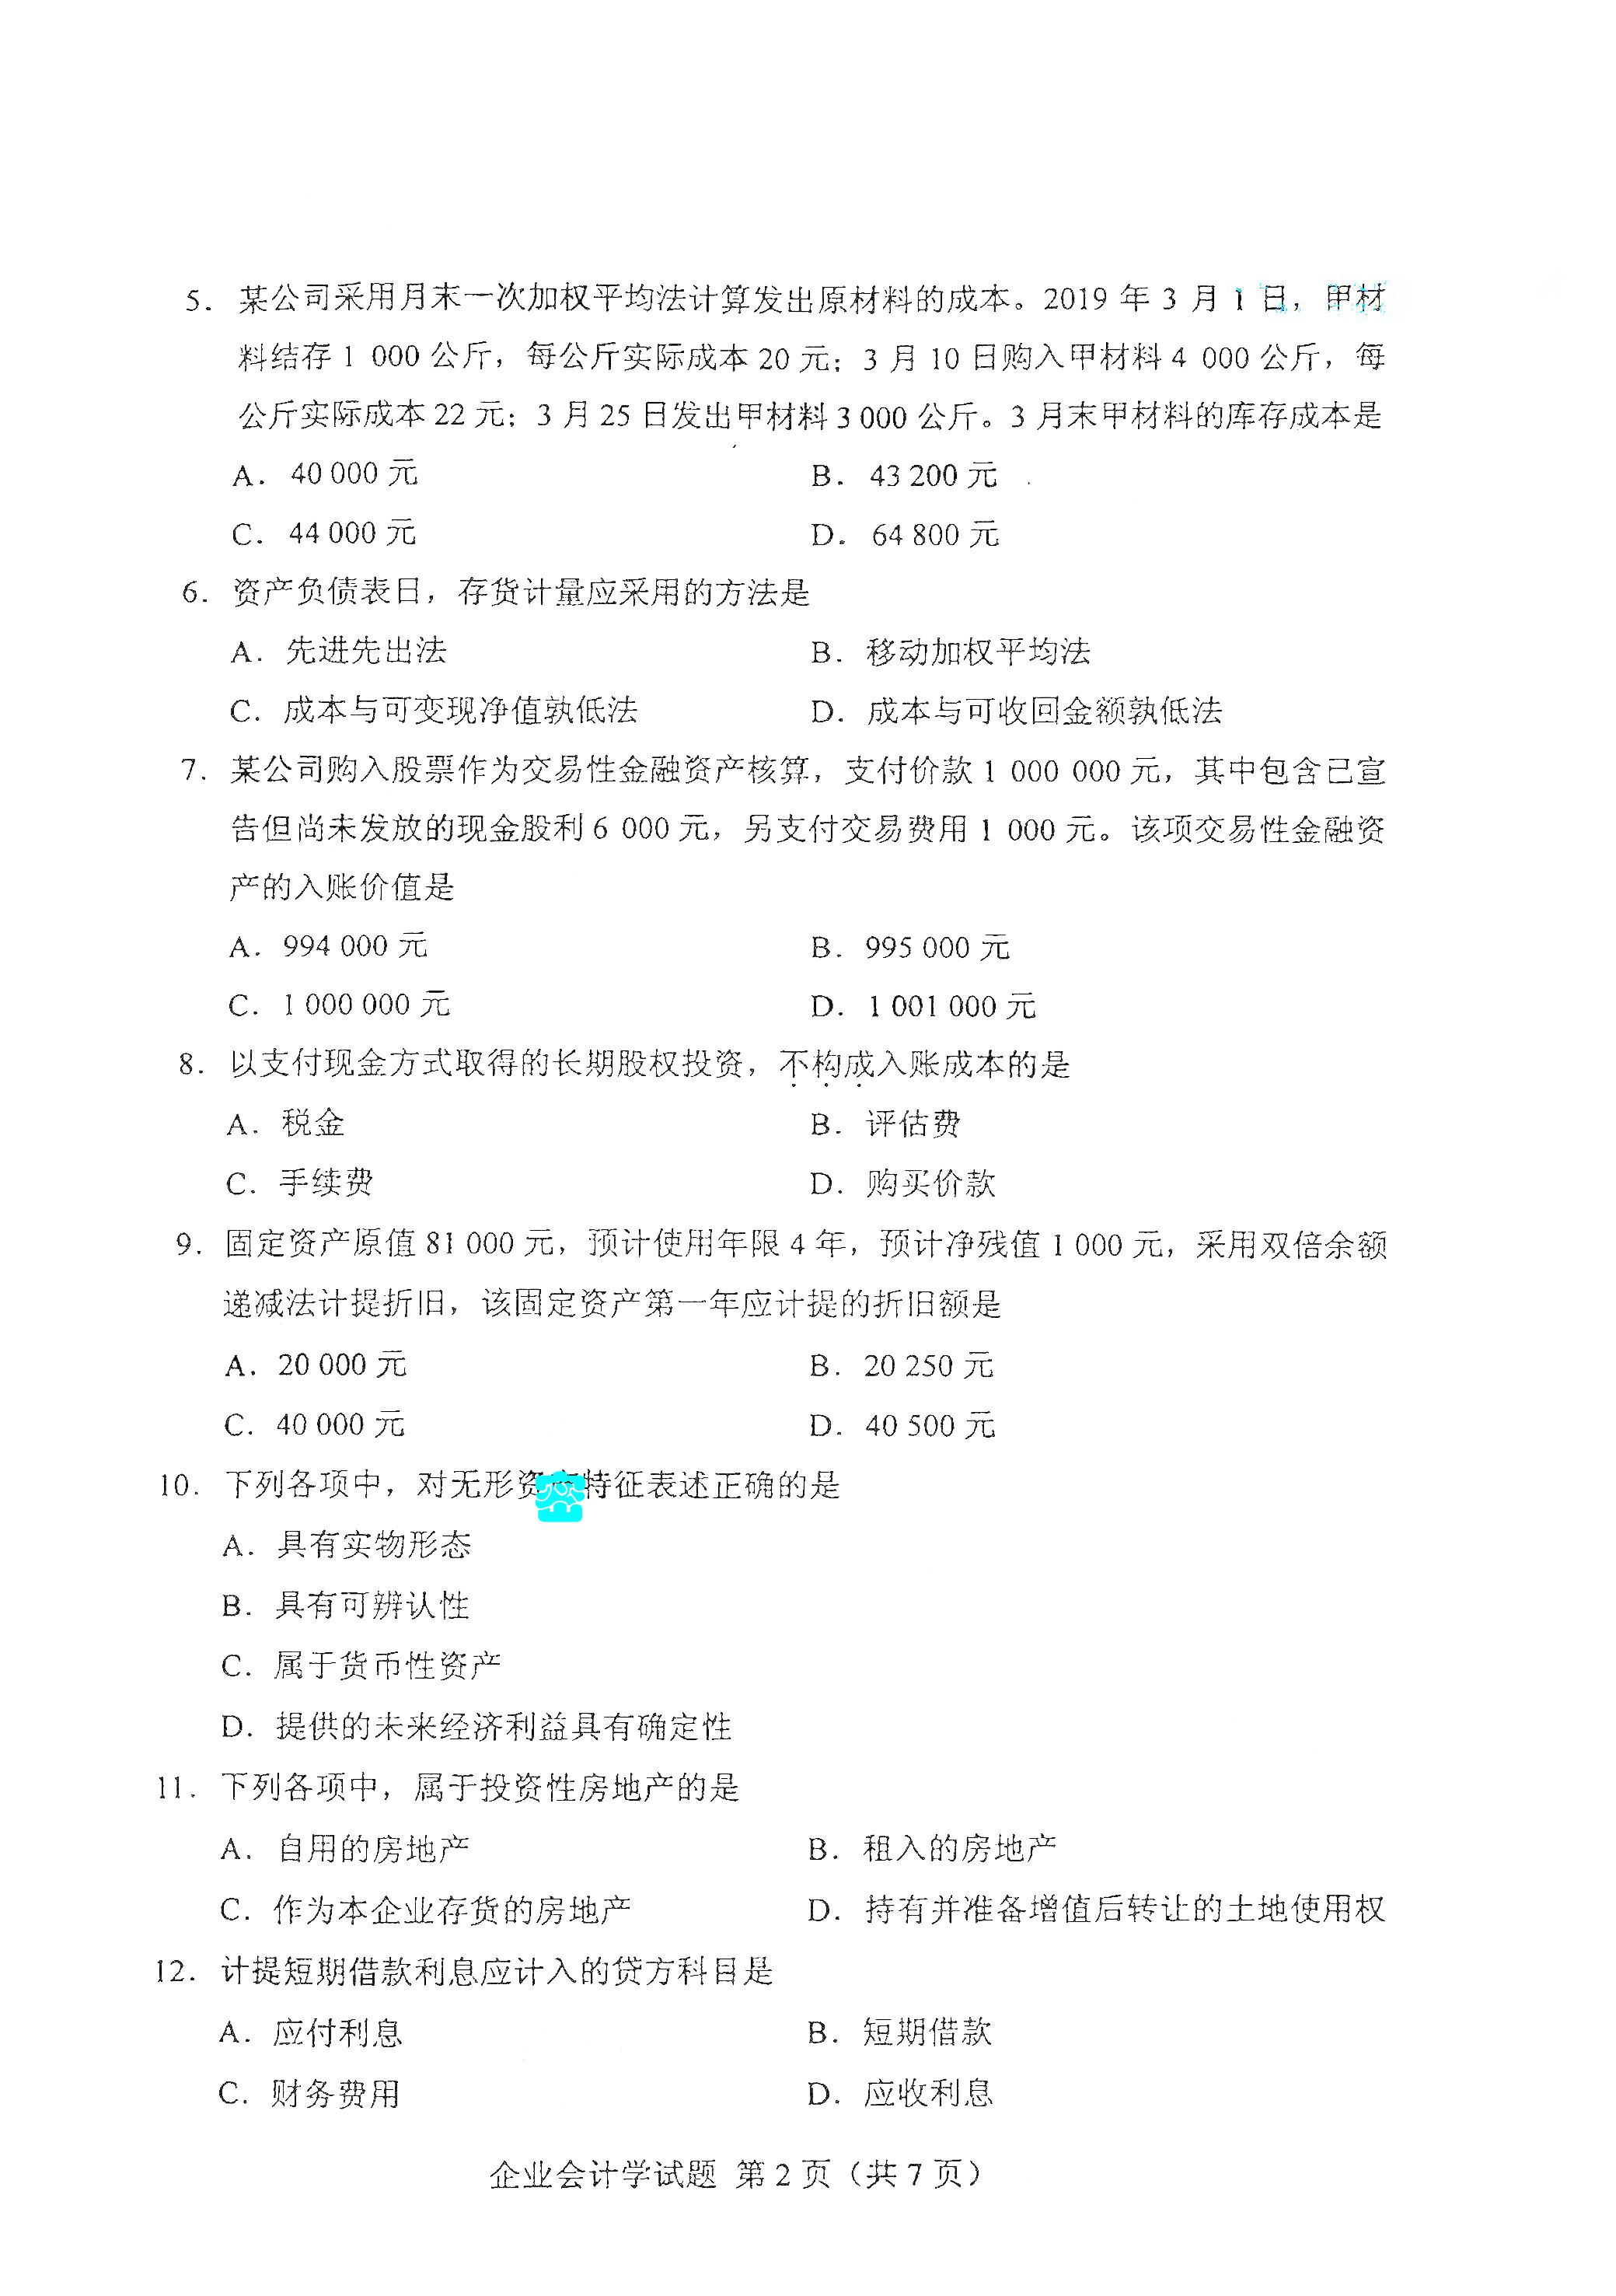 5. 某公司采用月末一次加权平均法计算发出原材料的成本。2019 年 3 月 1 日，甲材
料结存 1 000 公斤，每公斤实际成本 20 元；3 月 10 日购入甲材料 4 000 公斤，每
公斤实际成本 22 元；3 月 25 日发出甲材料 3 000 公斤。3 月末甲材料的库存成本是
A. 40 000 元 B. 43 200 元
C. 44 000 元 D. 64 800 元
6. 资产负债表日，存货计量应采用的方法是
A. 先进先出法 B. 移动加权平均法
C. 成本与可变现净值孰低法 D. 成本与可收回金额孰低法
7. 某公司购入股票作为交易性金融资产核算，支付价款 1 000 000 元，其中包含已宣
告但尚未发放的现金股利 6 000 元，另支付交易费用 1 000 元。该项交易性金融资
产的入账价值是
A. 994 000 元 B. 995 000 元
C. 1 000 000 元 D. 1 001 000 元
8. 以支付现金方式取得的长期股权投资，不构成入账成本的是
A. 税金 B. 评估费
C. 手续费 D. 购买价款
9. 固定资产原值 81 000 元，预计使用年限 4 年，预计净残值 1 000 元，采用双倍余额
递减法计提折旧，该固定资产第一年应计提的折旧额是
A. 20 000 元 B. 20 250 元
C. 40 000 元 D. 40 500 元
10. 下列各项中，对无形资产特征表述正确的是
A. 具有实物形态
B. 具有可辨认性
C. 属于货币性资产
D. 提供的未来经济利益具有确定性
11. 下列各项中，属于投资性房地产的是
A. 自用的房地产 B. 租入的房地产
C. 作为本企业存货的房地产 D. 持有并准备增值后转让的土地使用权
12. 计提短期借款利息应计入的贷方科目是
A. 应付利息 B. 短期借款
C. 财务费用 D. 应收利息
企业会计学试题 第 2 页（共 7 页）